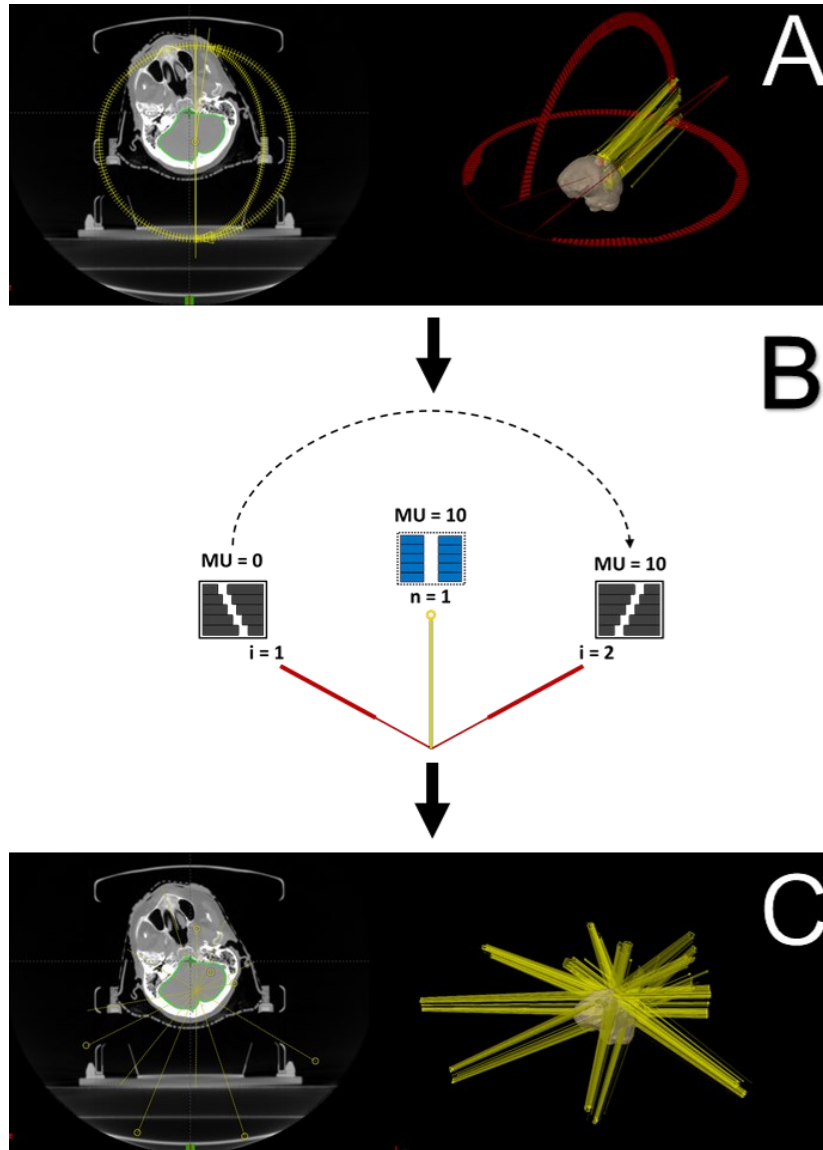 A
B
MU = 10
MU = 0
MU = 10
n = 1
i = 1
i = 2
C